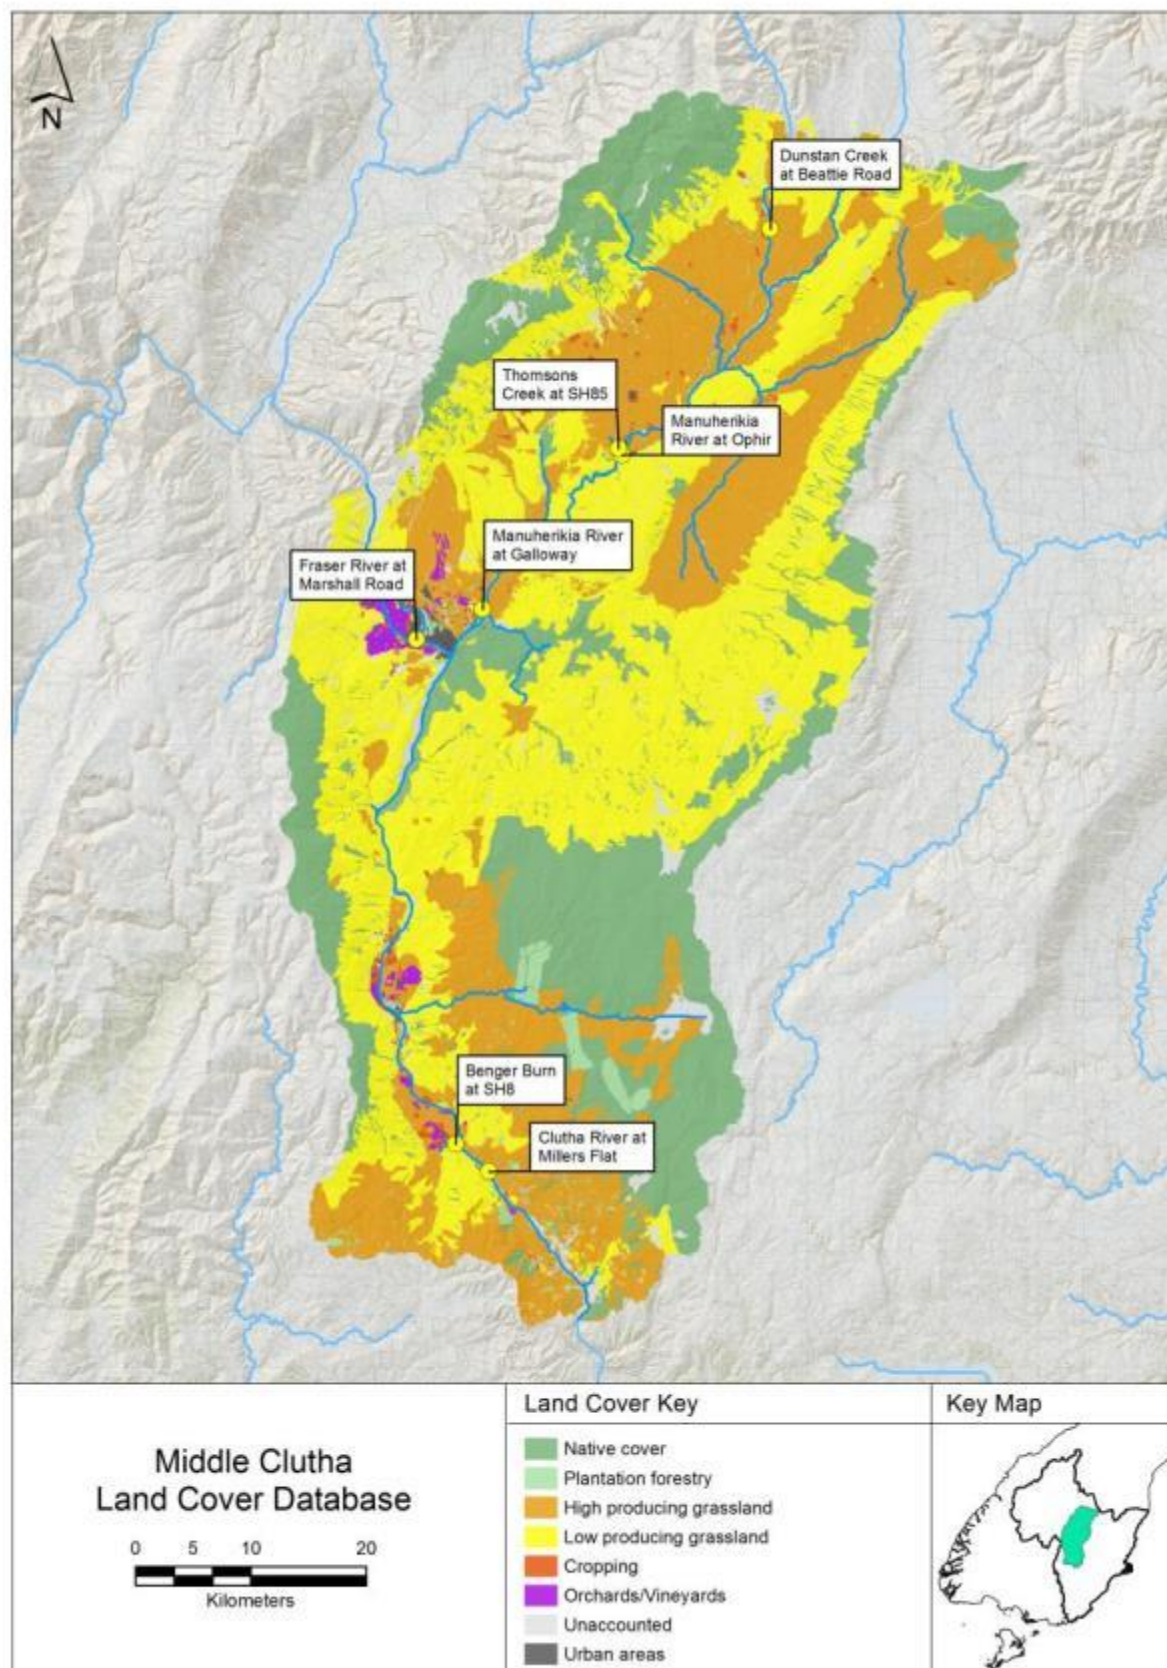 N
Dunstan Creek
at Beattie Road
Thomsons
Creek at SH85
Manuherikia
River at Ophir
Manuherikia River
at Galloway
Fraser River at
Marshall Road
Benger Burn
at SH8
Clutha River at
Millers Flat
Middle Clutha
Land Cover Database
0 5 10 20
Kilometers
Land Cover Key
Native cover
Plantation forestry
High producing grassland
Low producing grassland
Cropping
Orchards/Vineyards
Unaccounted
Urban areas
Key Map